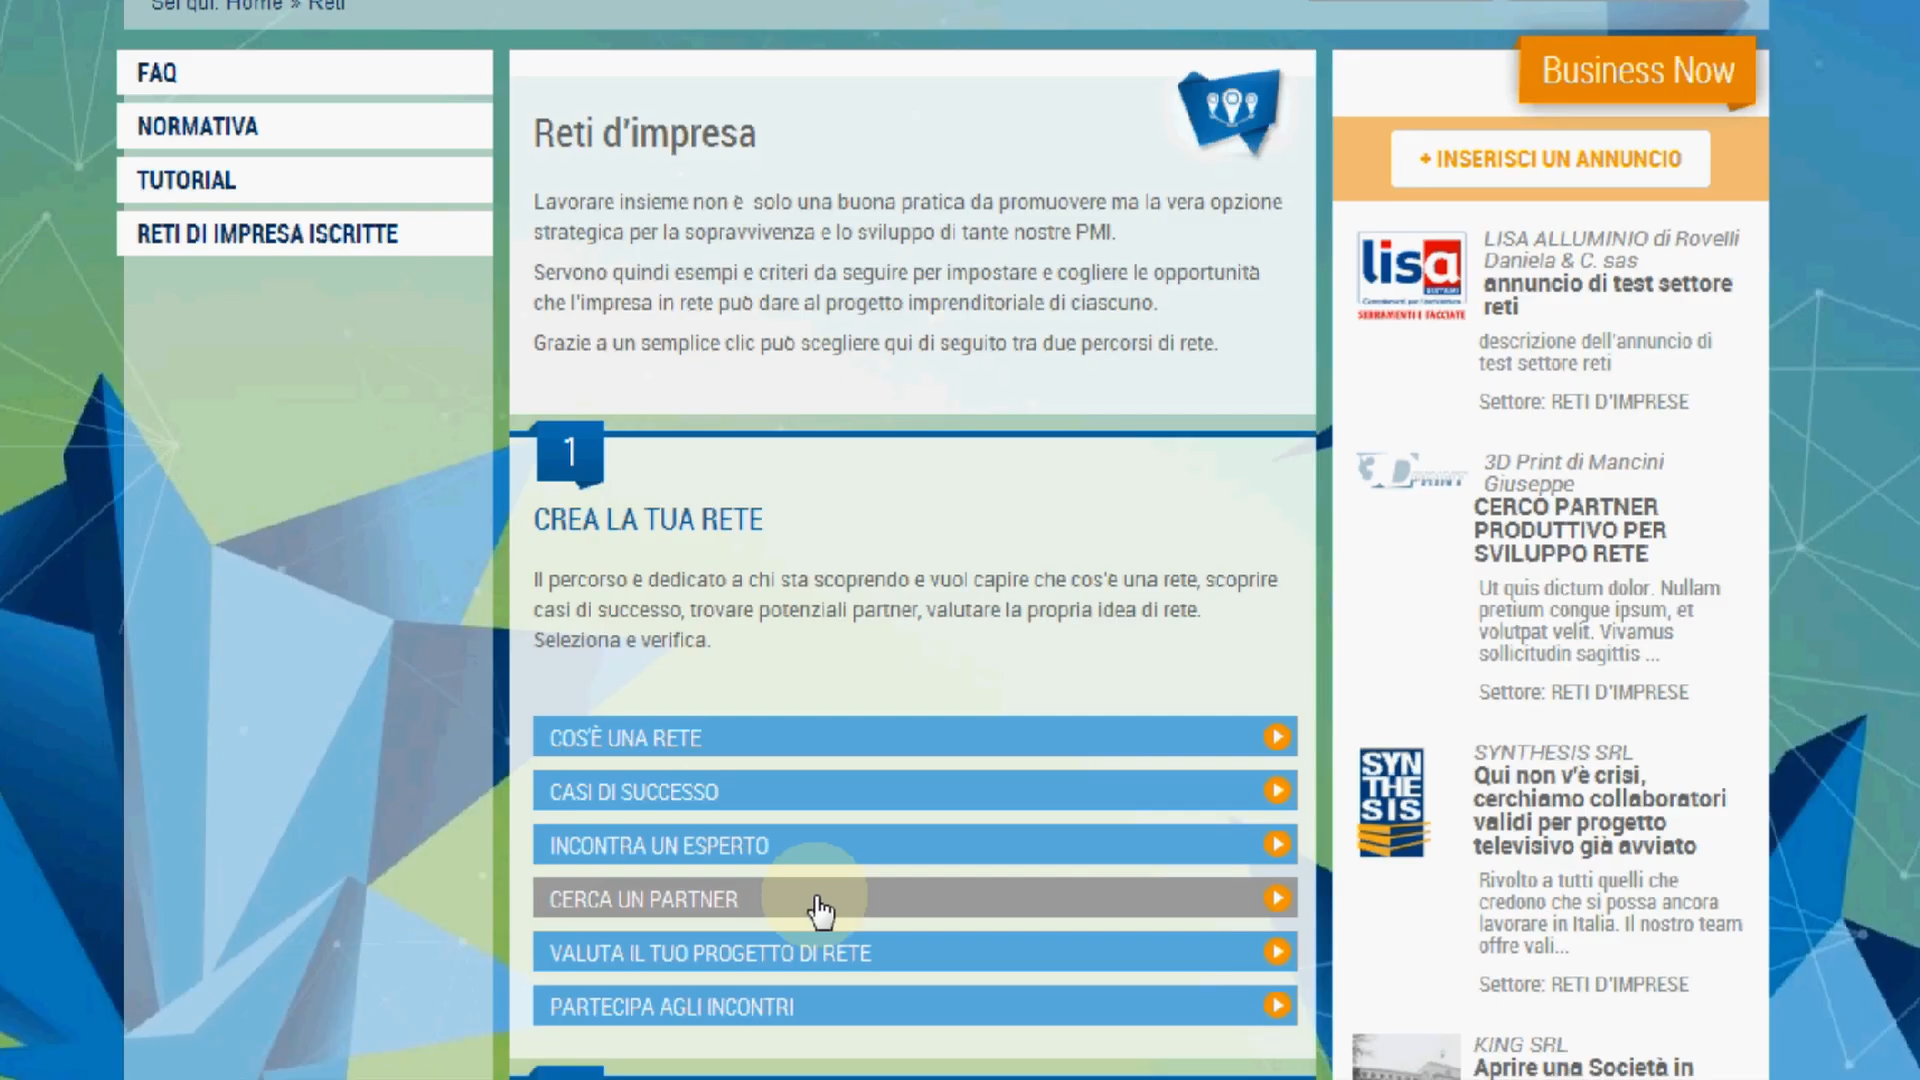 Sei qui: Home » Reti
FAQ
NORMATIVA
TUTORIAL
RETI DI IMPRESA ISCRITTE
Reti d'impresa
Lavorare insieme non è solo una buona pratica da promuovere ma la vera opzione
strategica per la sopravvivenza e lo sviluppo di tante nostre PMI.
Servono quindi esempi e criteri da seguire per impostare e cogliere le opportunità
che l'impresa in rete può dare al progetto imprenditoriale di ciascuno.
Grazie a un semplice clic può scegliere qui di seguito tra due percorsi di rete.
1
CREA LA TUA RETE
Il percorso è dedicato a chi sta scoprendo e vuol capire che cos'è una rete, scoprire
casi di successo, trovare potenziali partner, valutare la propria idea di rete.
Seleziona e verifica.
COS'È UNA RETE
CASI DI SUCCESSO
INCONTRA UN ESPERTO
CERCA UN PARTNER
VALUTA IL TUO PROGETTO DI RETE
PARTECIPA AGLI INCONTRI
Business Now
+ INSERISCI UN ANNUNCIO
lisa
SERRAMENTI E FACCIATE
LISA ALLUMINIO di Rovelli
Daniela & C. sas
annuncio di test settore
reti
descrizione dell'annuncio di
test settore reti
Settore: RETI D'IMPRESE
3D PRINT
3D Print di Mancini
Giuseppe
CERCO PARTNER
PRODUTTIVO PER
SVILUPPO RETE
Ut quis dictum dolor. Nullam
pretium congue ipsum, et
volutpat velit. Vivamus
sollicitudin sagittis ...
Settore: RETI D'IMPRESE
SYN
THE
SIS
SYNTHESIS SRL
Qui non v'è crisi,
cerchiamo collaboratori
validi per progetto
televisivo già avviato
Rivolto a tutti quelli che
credono che si possa ancora
lavorare in Italia. Il nostro team
offre vali...
Settore: RETI D'IMPRESE
KING SRL
Aprire una Società in